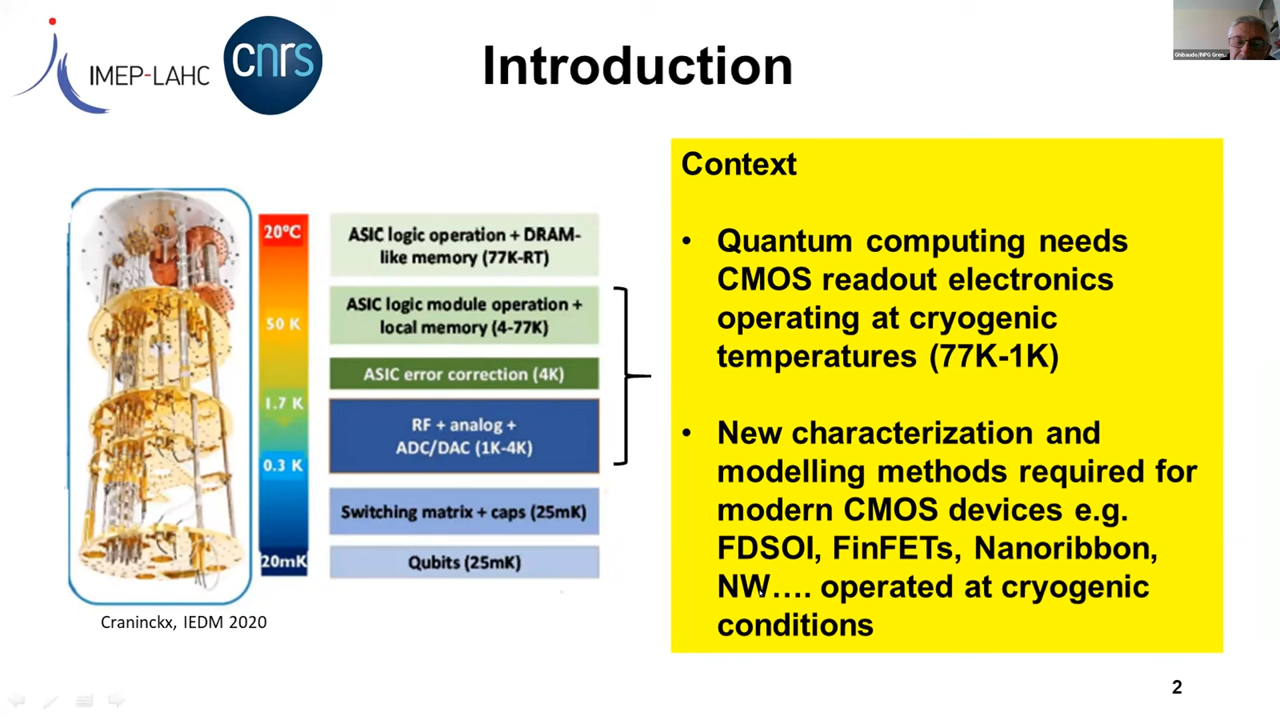 IMEP-LAHC
cnrs
Introduction
Ghibaudo/INPG Gren...
20°C
50 K
1.7 K
0.3 K
20mK
ASIC logic operation + DRAM-
like memory (77K-RT)
ASIC logic module operation +
local memory (4-77K)
ASIC error correction (4K)
RF + analog +
ADC/DAC (1K-4K)
Switching matrix + caps (25mK)
Qubits (25mK)
Craninckx, IEDM 2020
Context
• Quantum computing needs
CMOS readout electronics
operating at cryogenic
temperatures (77K-1K)
• New characterization and
modelling methods required for
modern CMOS devices e.g.
FDSOI, FinFETs, Nanoribbon,
NW…. operated at cryogenic
conditions
2